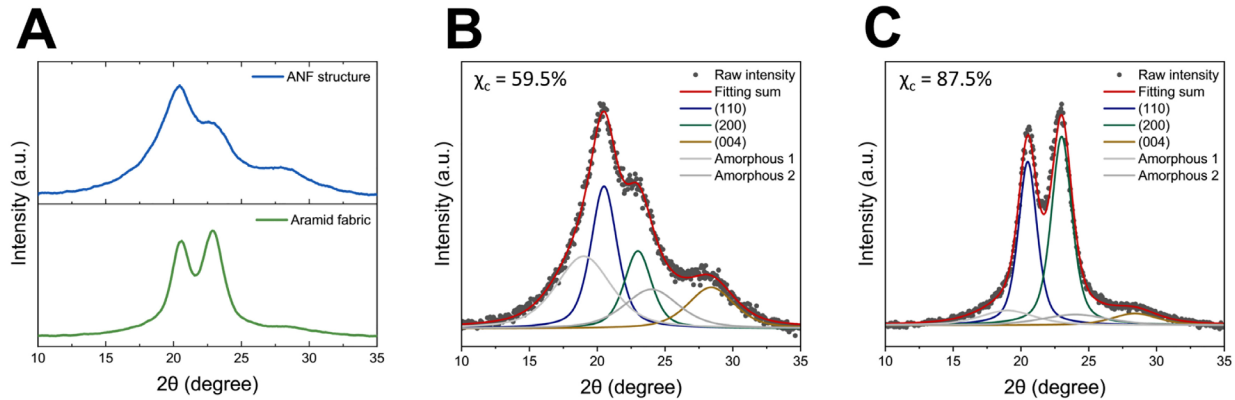 A
ANF structure
Aramid fabric
Intensity (a.u.)
10 15 20 25 30 35
2θ (degree)
B
χc = 59.5%
Raw intensity
Fitting sum
(110)
(200)
(004)
Amorphous 1
Amorphous 2
Intensity (a.u.)
10 15 20 25 30 35
2θ (degree)
C
χc = 87.5%
Raw intensity
Fitting sum
(110)
(200)
(004)
Amorphous 1
Amorphous 2
Intensity (a.u.)
10 15 20 25 30 35
2θ (degree)